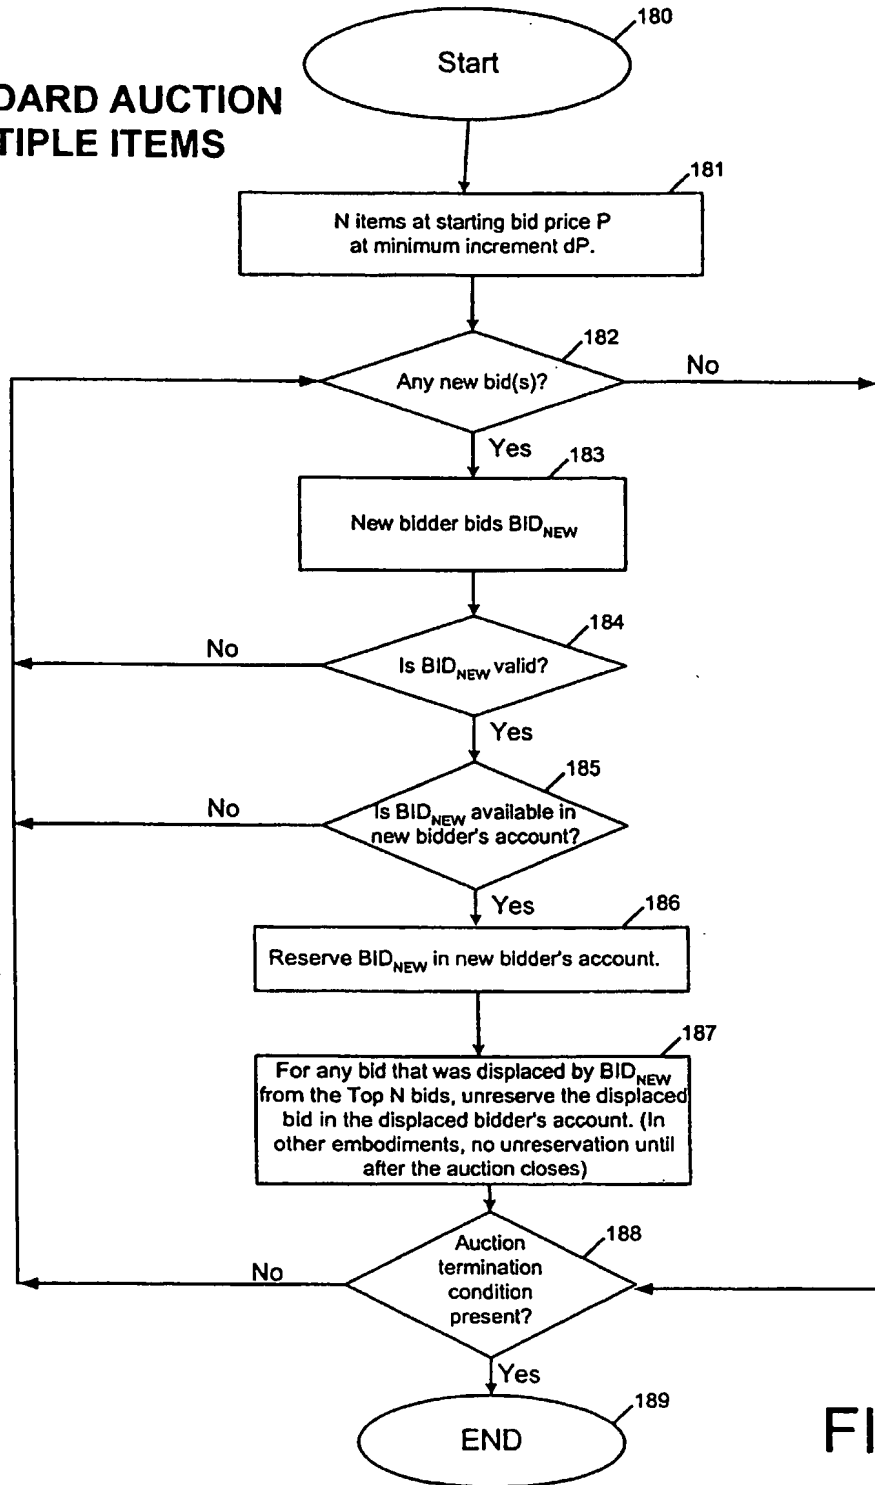 180
Start
DARD AUCTION
TIPLE ITEMS
181
N items at starting bid price P
at minimum increment dP.
182
Any new bid(s)?
No
Yes
183
New bidder bids BID_NEW
184
No
Is BID_NEW valid?
Yes
185
No
Is BID_NEW available in
new bidder's account?
Yes
186
Reserve BID_NEW in new bidder's account.
187
For any bid that was displaced by BID_NEW
from the Top N bids, unreserve the displaced
bid in the displaced bidder's account. (In
other embodiments, no unreservation until
after the auction closes)
188
Auction
termination
condition
present?
No
Yes
189
END
FI